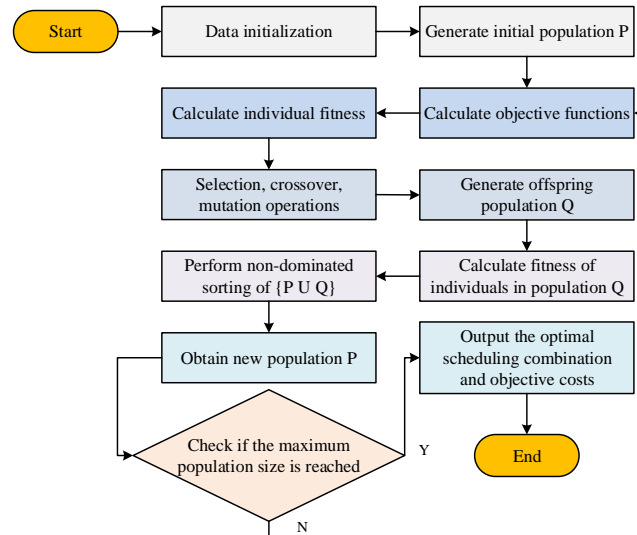 Start
Data initialization
Generate initial population P
Calculate individual fitness
Calculate objective functions
Selection, crossover,
mutation operations
Generate offspring
population Q
Perform non-dominated
sorting of {P U Q}
Calculate fitness of
individuals in population Q
Obtain new population P
Output the optimal
scheduling combination
and objective costs
Check if the maximum
population size is reached
Y
End
N